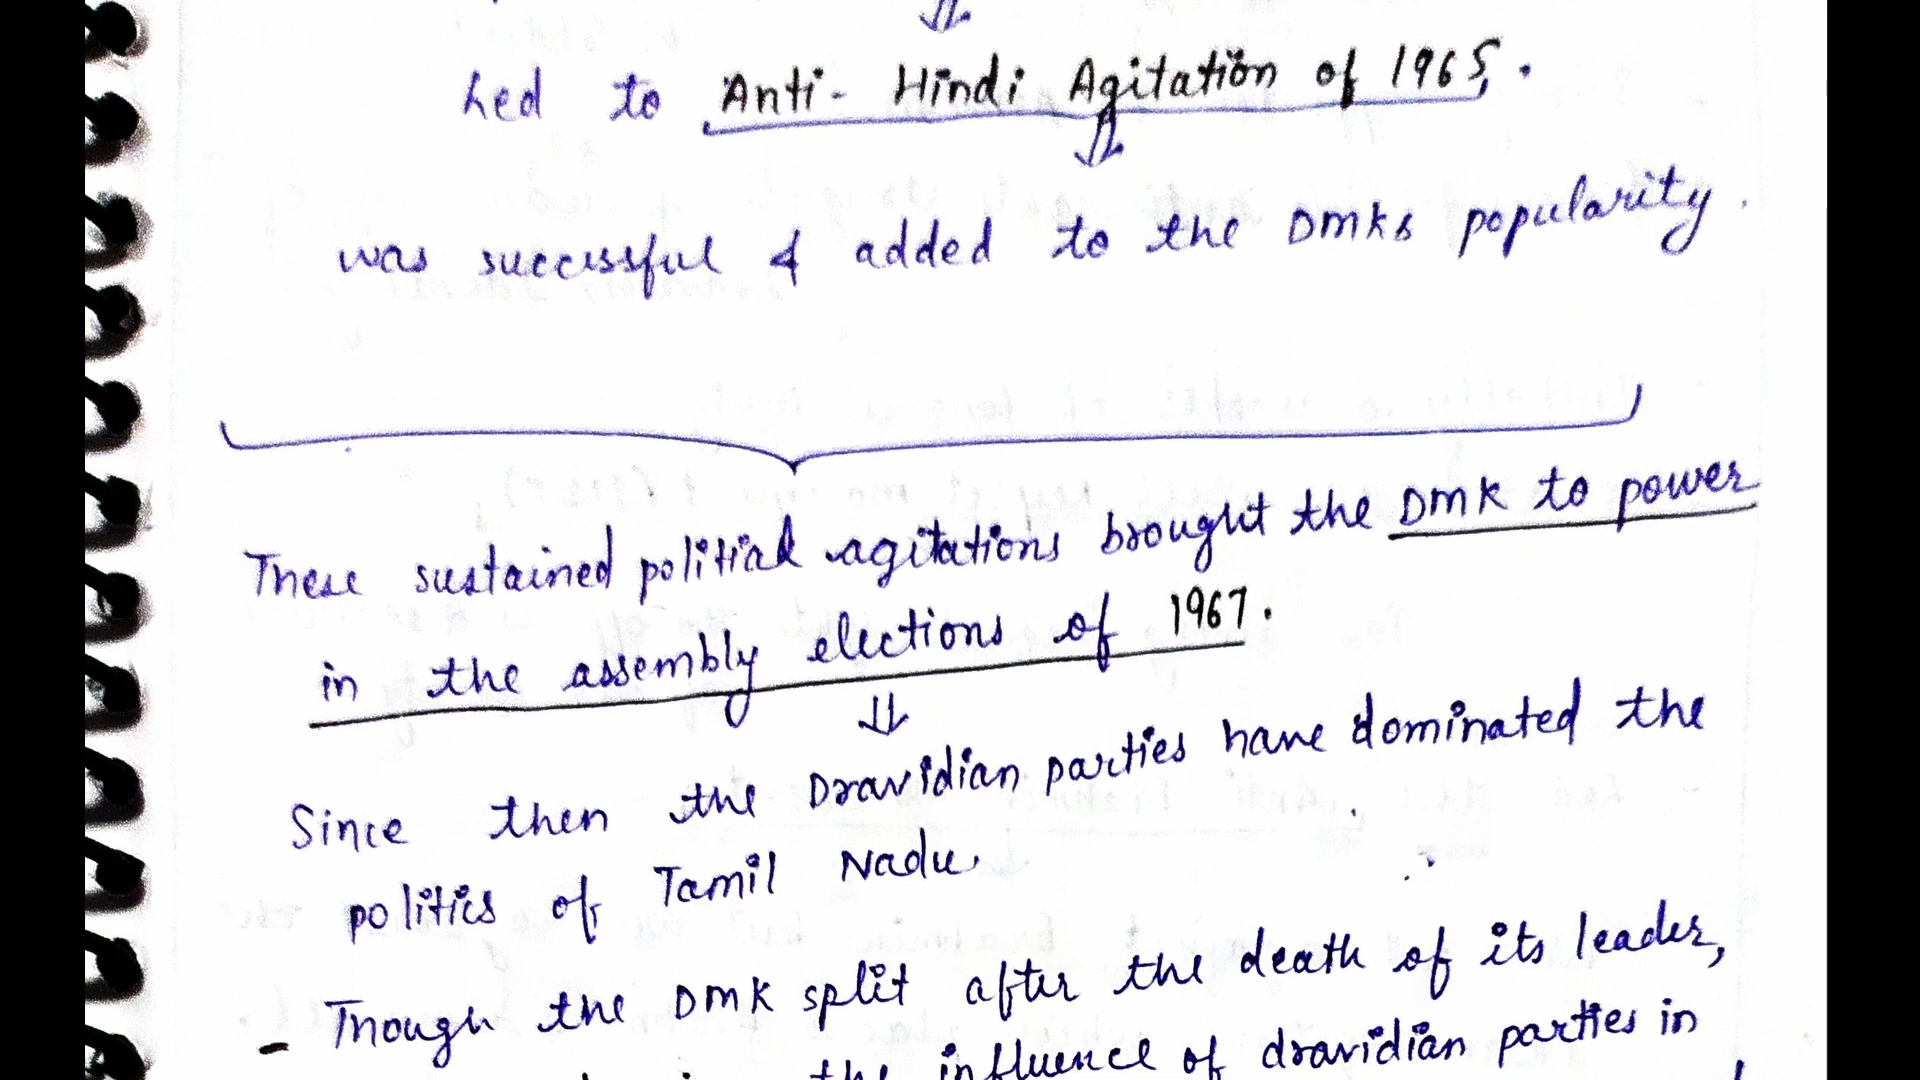 Led to Anti- Hindi Agitation of 1965.
was successful & added to the DMKs popularity.
These sustained political agitations brought the DMK to power
in the assembly elections of 1967.
Since then the Dravidian parties have dominated the
politics of Tamil Nadu.
- Though the DMK split after the death of its leader,
the influence of dravidian parties in